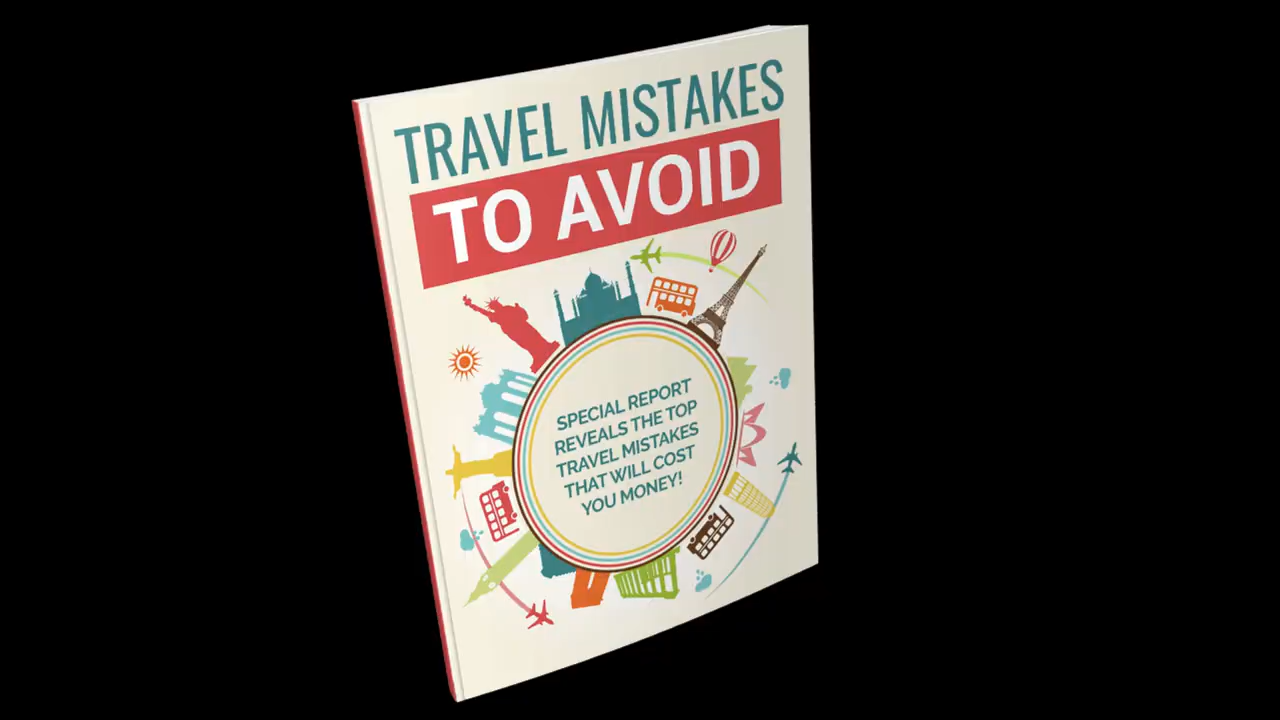 TRAVEL MISTAKES
TO AVOID
SPECIAL REPORT
REVEALS THE TOP
TRAVEL MISTAKES
THAT WILL COST
YOU MONEY!